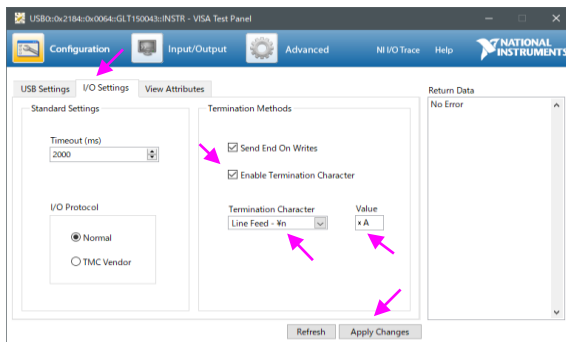 USB0::0x2184::0x0064::GLT150043::INSTR - VISA Test Panel
Configuration Input/Output Advanced NI I/O Trace Help NATIONAL INSTRUMENTS
USB Settings I/O Settings View Attributes
Return Data
Standard Settings Termination Methods
No Error
Timeout (ms)
2000
Send End On Writes
Enable Termination Character
I/O Protocol
Termination Character Value
Line Feed - ¥n × A
Normal
TMC Vendor
Refresh Apply Changes